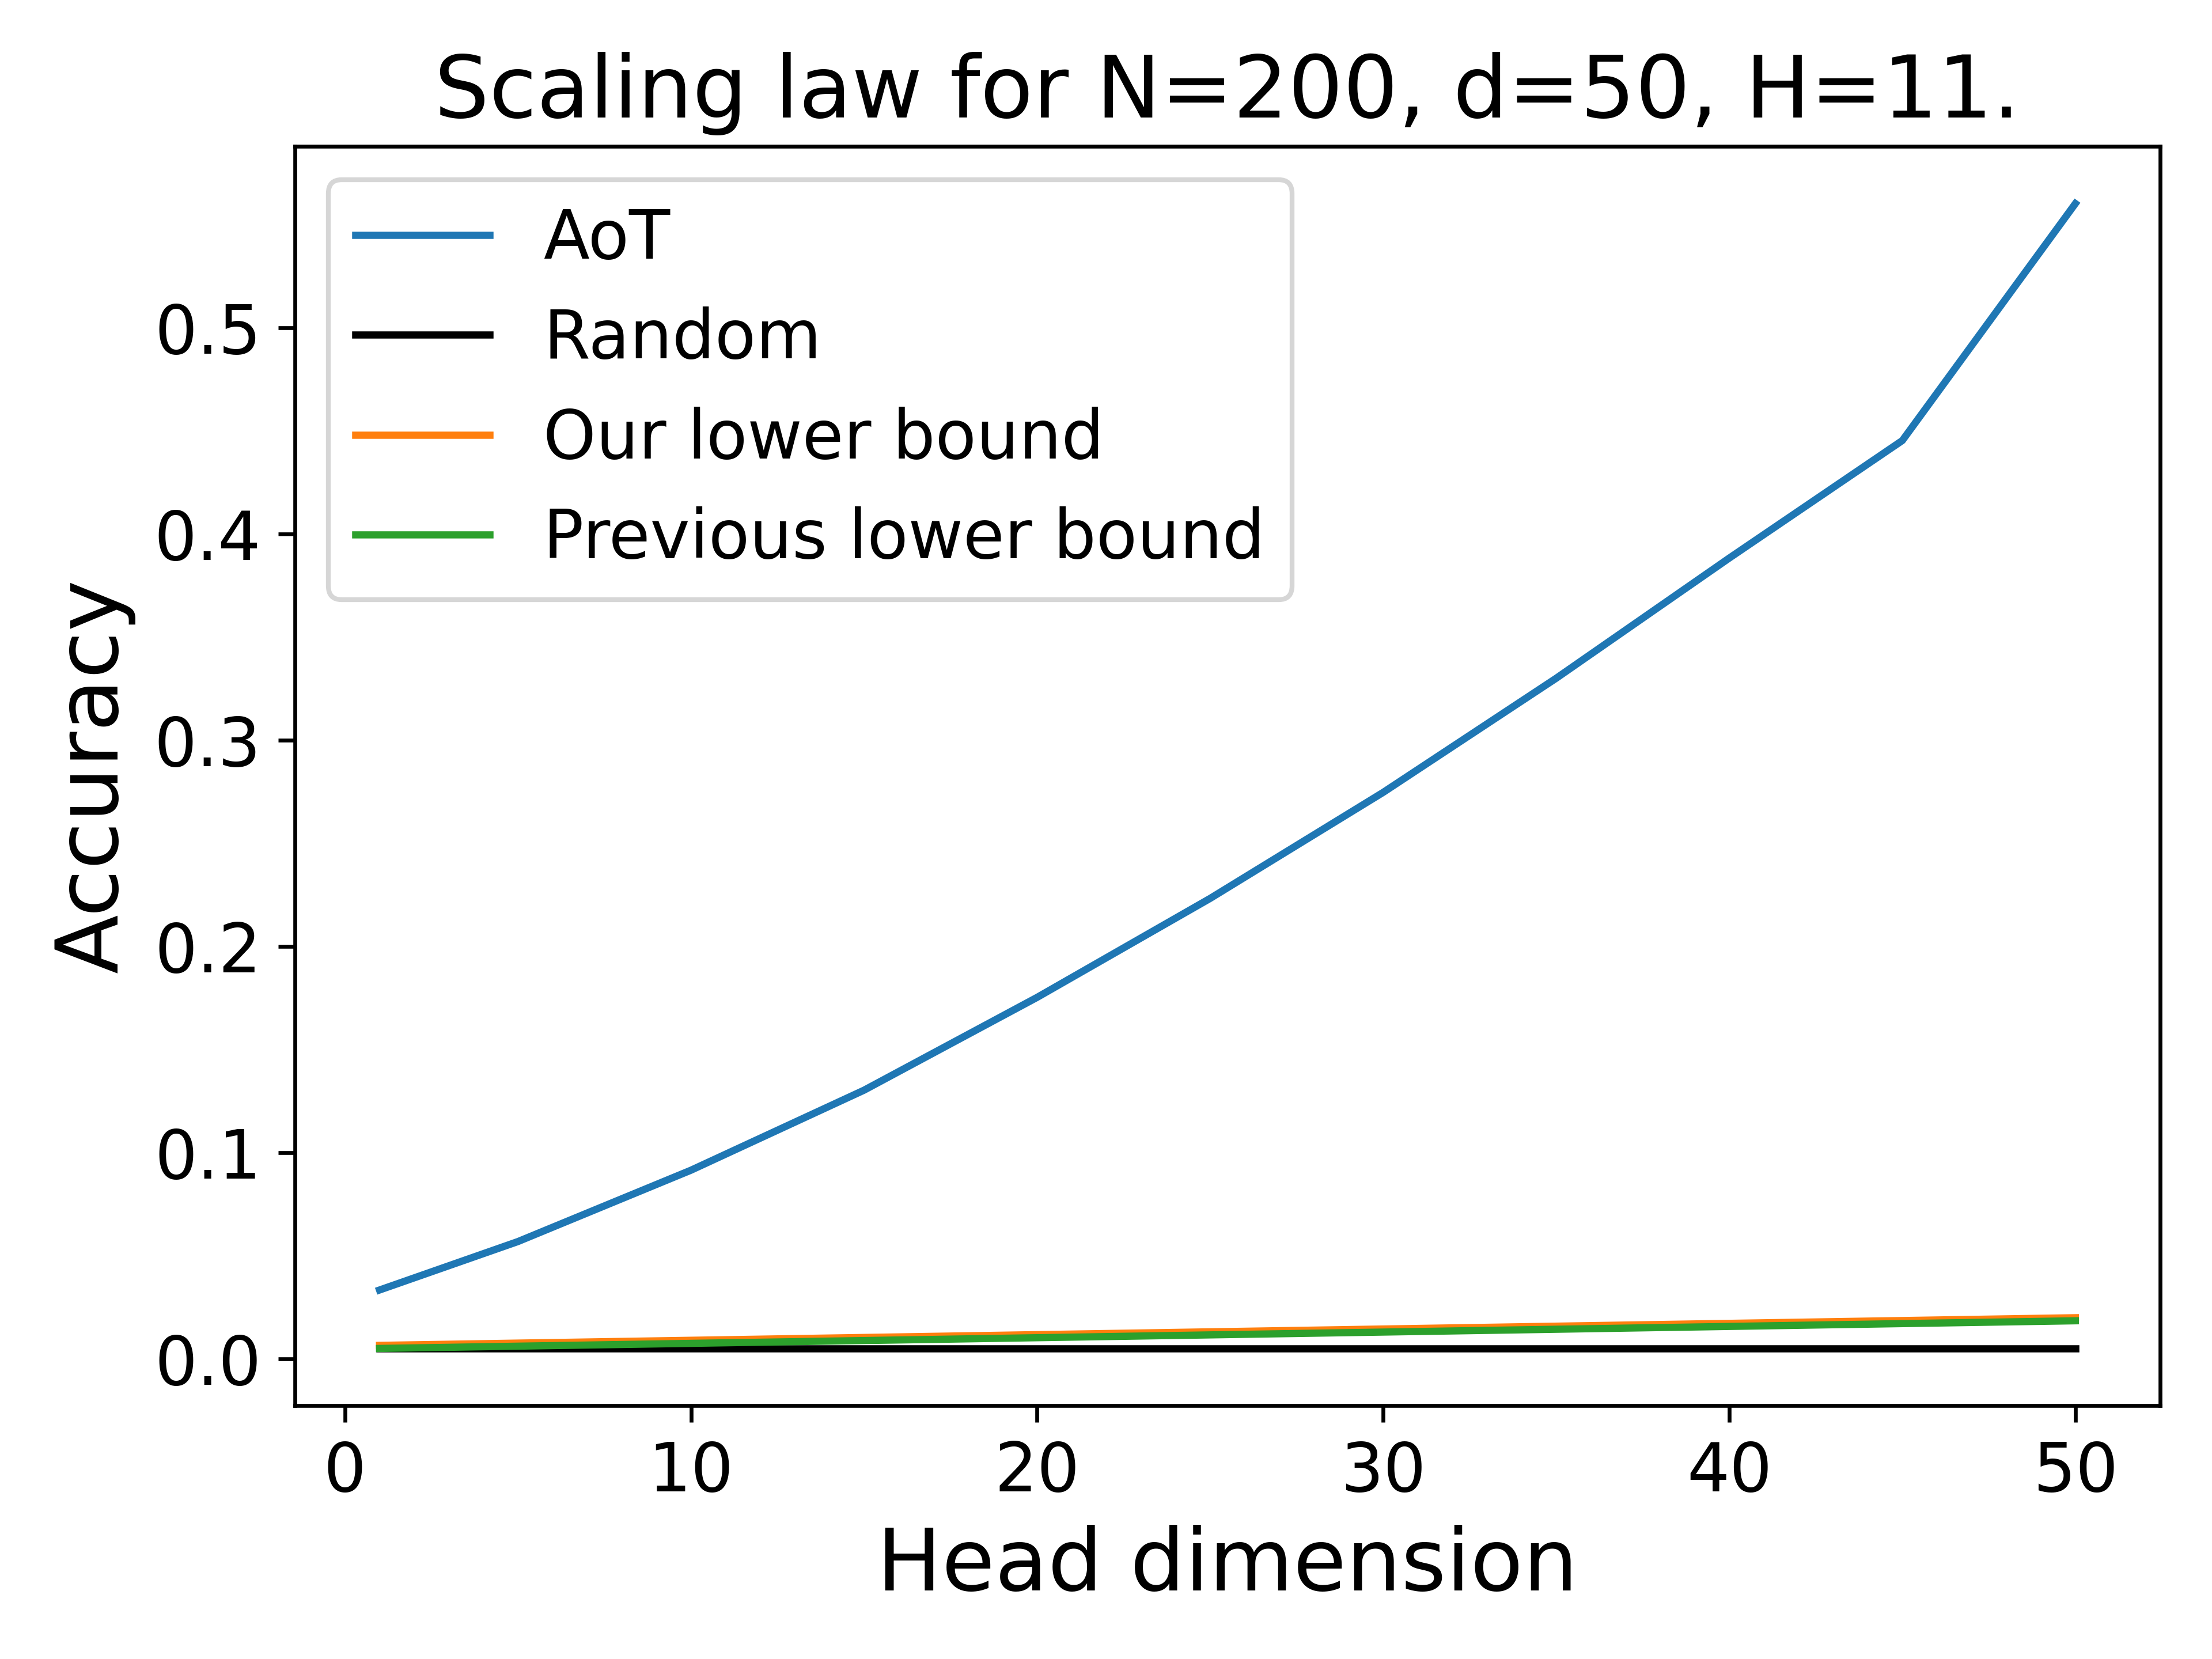 Scaling law for N=200, d=50, H=11.
AoT
Random
Our lower bound
Previous lower bound
Accuracy
0.5
0.4
0.3
0.2
0.1
0.0
0 10 20 30 40 50
Head dimension